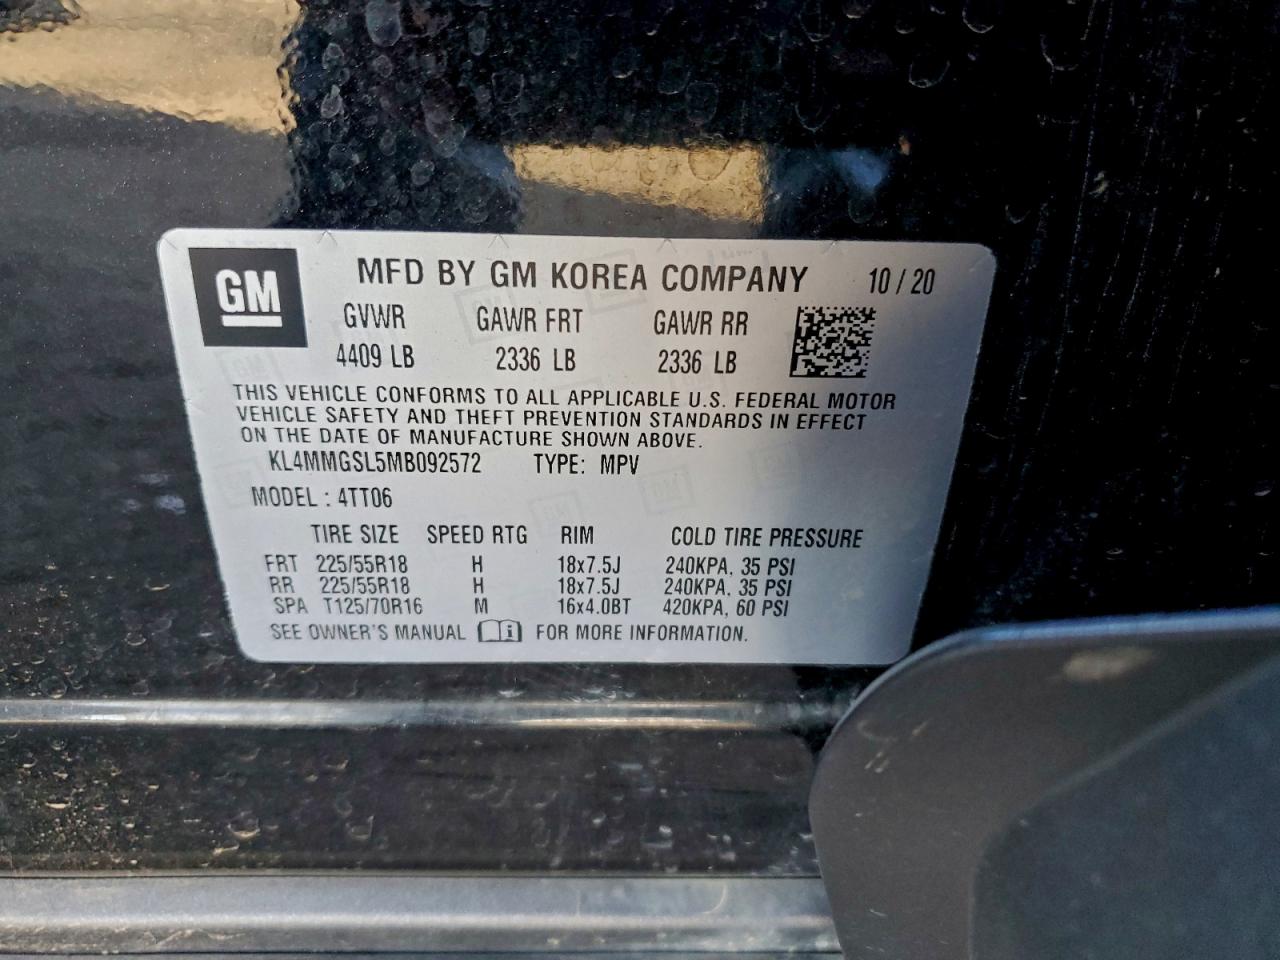 GM MFD BY GM KOREA COMPANY 10 / 20
GVWR GAWR FRT GAWR RR
4409 LB 2336 LB 2336 LB
THIS VEHICLE CONFORMS TO ALL APPLICABLE U.S. FEDERAL MOTOR
VEHICLE SAFETY AND THEFT PREVENTION STANDARDS IN EFFECT
ON THE DATE OF MANUFACTURE SHOWN ABOVE.
KL4MMGSL5MB092572 TYPE: MPV
MODEL : 4TT06
TIRE SIZE SPEED RTG RIM COLD TIRE PRESSURE
FRT 225/55R18 H 18x7.5J 240KPA, 35 PSI
RR 225/55R18 H 18x7.5J 240KPA, 35 PSI
SPA T125/70R16 M 16x4.0BT 420KPA, 60 PSI
SEE OWNER'S MANUAL i FOR MORE INFORMATION.